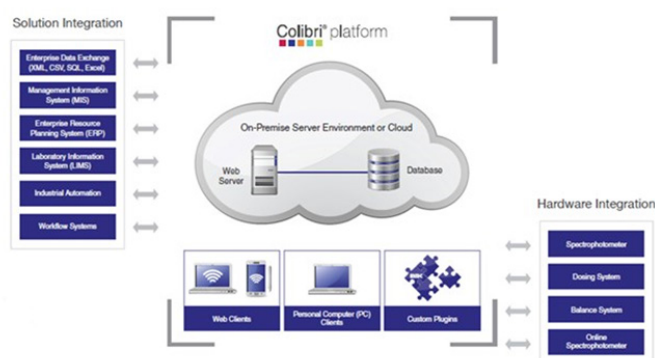 Solution Integration
Enterprise Data Exchange
(XML, CSV, SQL, Excel)
Management Information
System (MIS)
Enterprise Resource
Planning System (ERP)
Laboratory Information
System (LIMS)
Industrial Automation
Workflow Systems
Colibri® platform
On-Premise Server Environment or Cloud
Web
Server
Database
Web Clients
Personal Computer (PC)
Clients
Custom Plugins
Hardware Integration
Spectrophotometer
Dosing System
Balance System
Online
Spectrophotometer